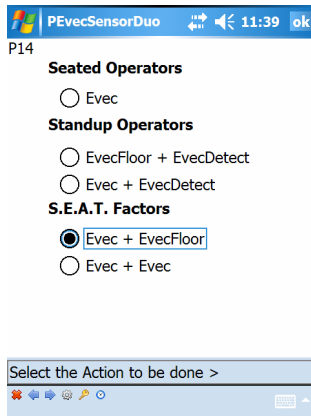 PEvecSensorDuo 11:39 ok
P14
Seated Operators
Evec
Standup Operators
EvecFloor + EvecDetect
Evec + EvecDetect
S.E.A.T. Factors
Evec + EvecFloor
Evec + Evec
Select the Action to be done >